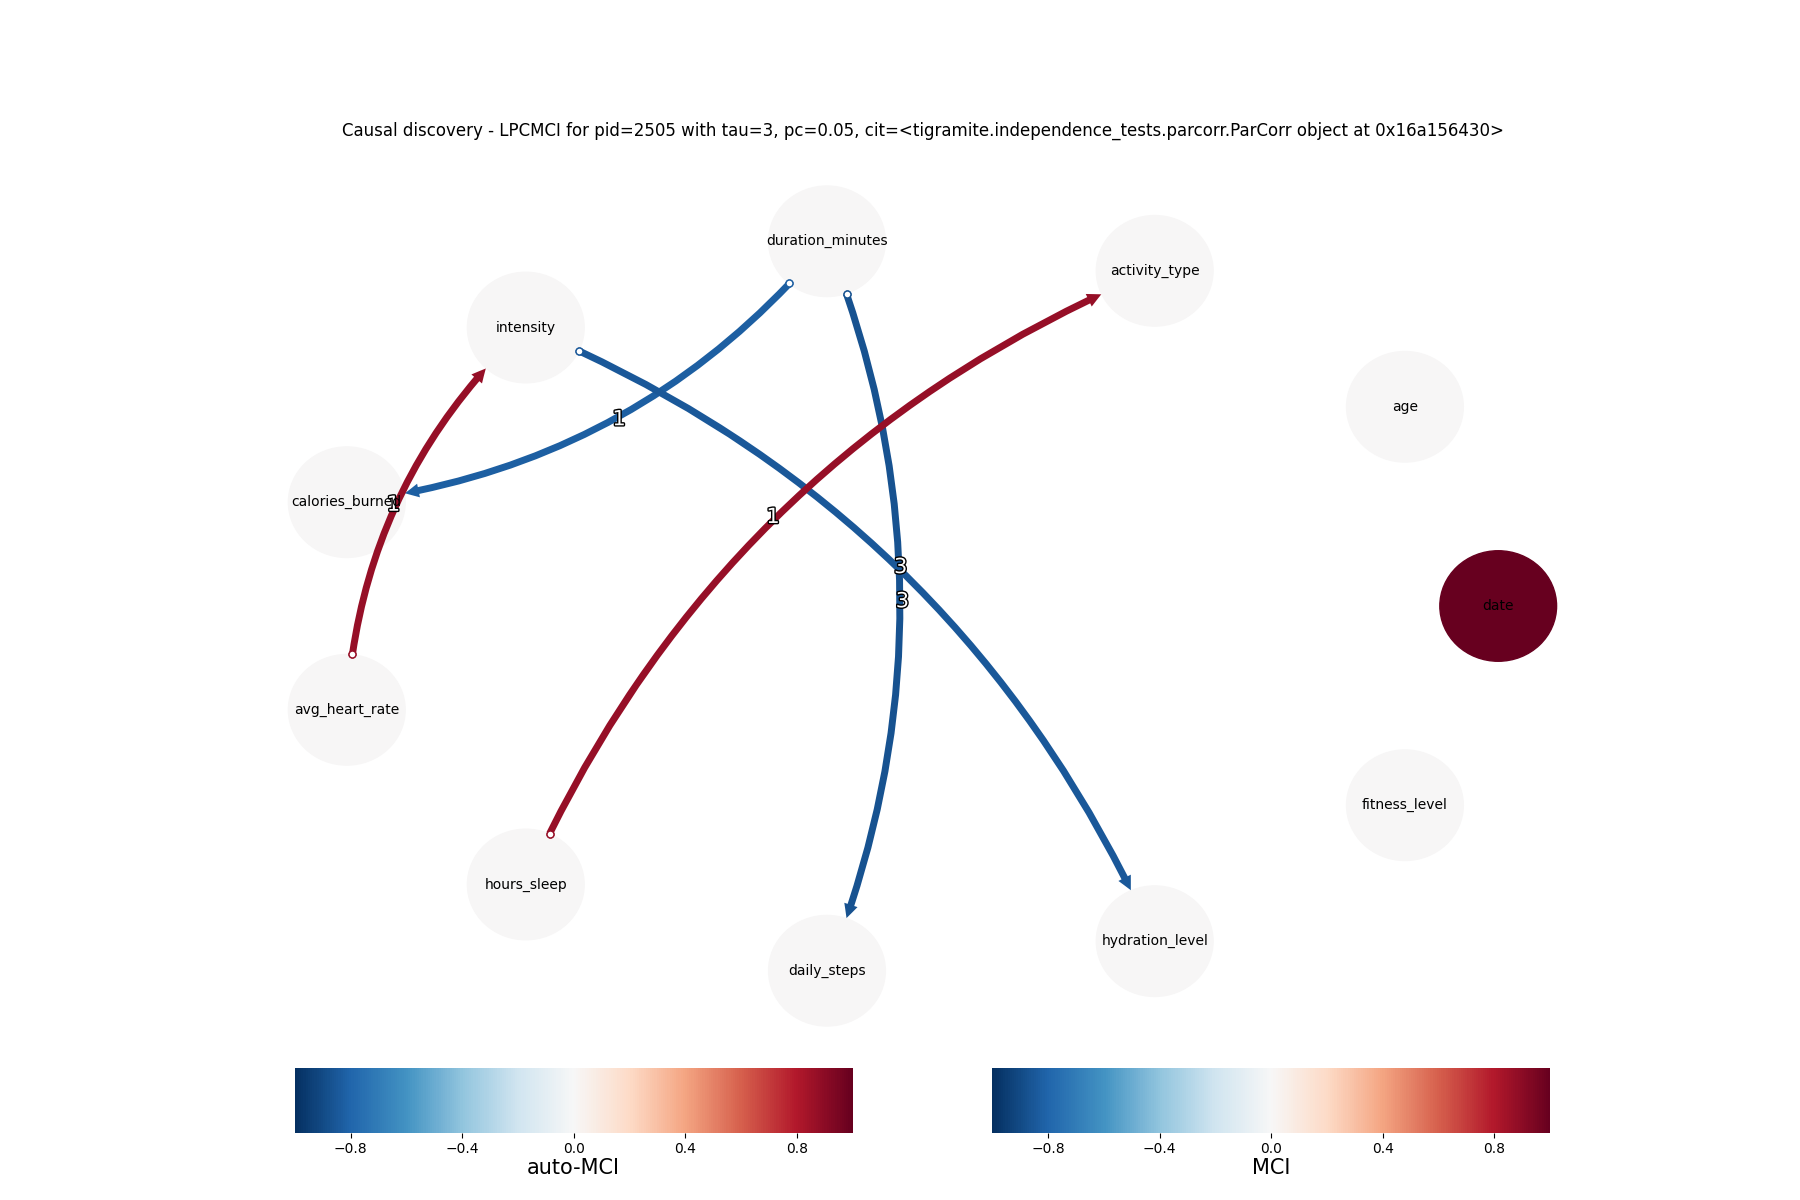 Causal discovery - LPCMCI for pid=2505 with tau=3, pc=0.05, cit=<tigramite.independence_tests.parcorr.ParCorr object at 0x16a156430>
duration_minutes
activity_type
intensity
age
1
calories_burned
1
1
3
3
date
avg_heart_rate
fitness_level
hours_sleep
hydration_level
daily_steps
−0.8 −0.4 0.0 0.4 0.8
auto-MCI
−0.8 −0.4 0.0 0.4 0.8
MCI